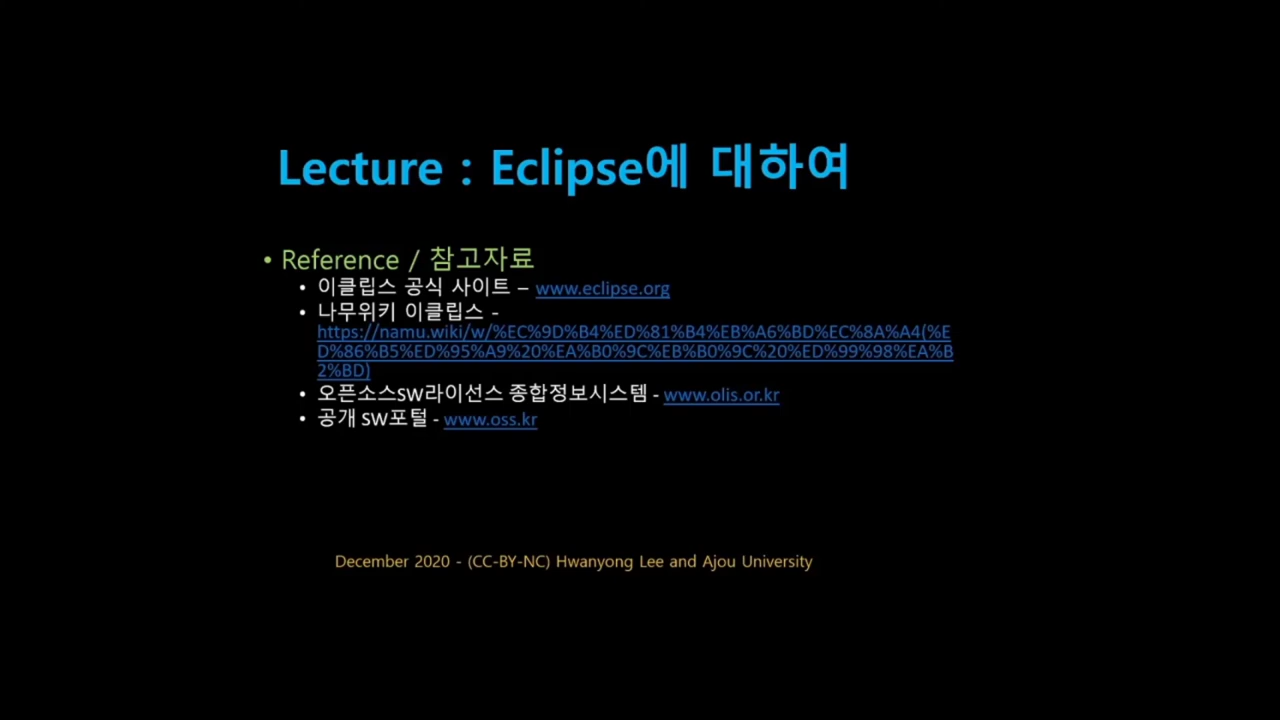 Lecture : Eclipse에 대하여
• Reference / 참고자료
• 이클립스 공식 사이트 – www.eclipse.org
• 나무위키 이클립스 -
https://namu.wiki/w/%EC%9D%B4%ED%81%B4%EB%A6%BD%EC%8A%A4(%E
D%86%B5%ED%95%A9%20%EA%B0%9C%EB%B0%9C%20%ED%99%98%EA%B
2%BD)
• 오픈소스SW라이선스 종합정보시스템 - www.olis.or.kr
• 공개 SW포털 - www.oss.kr
December 2020 - (CC-BY-NC) Hwanyong Lee and Ajou University